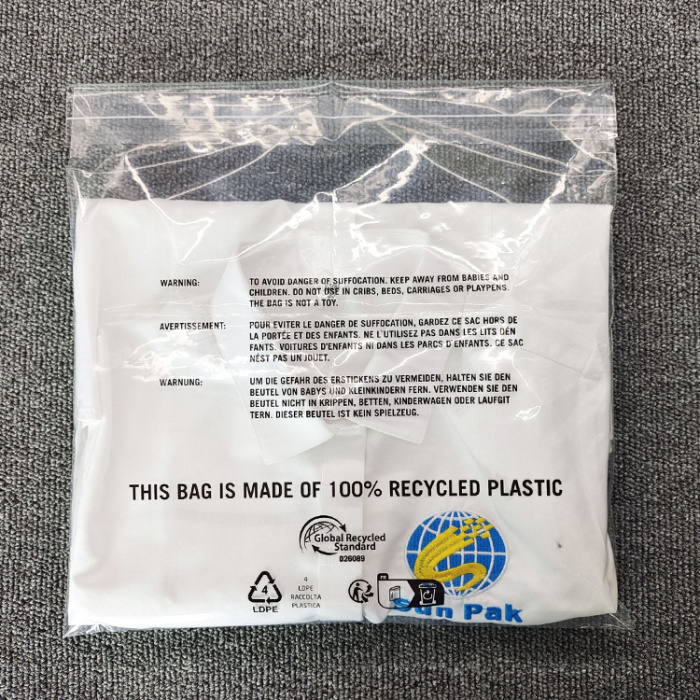 WARNING: TO AVOID DANGER OF SUFFOCATION. KEEP AWAY FROM BABIES AND
CHILDREN. DO NOT USE IN CRIBS, BEDS, CARRIAGES OR PLAYPENS.
THE BAG IS NOT A TOY.
AVERTISSEMENT: POUR EVITER LE DANGER DE SUFFOCATION, GARDEZ CE SAC HORS DE
LA PORTÉE ET DES ENFANTS. NE L'UTILISEZ PAS DANS LES LITS DÉN
FANTS. VOITURES D'ENFANTS NI DANS LES PARCS D'ENFANTS. CE SAC
NÉST PAS UN JOUET.
WARNUNG: UM DIE GEFAHR DES ERSTICKENS ZU VERMEIDEN, HALTEN SIE DEN
BEUTEL VON BABYS UND KLEINKINDERN FERN. VERWENDEN SIE DEN
BEUTEL NICHT IN KRIPPEN, BETTEN, KINDERWAGEN ODER LAUFGIT
TERN. DIESER BEUTEL IST KEIN SPIELZEUG.
THIS BAG IS MADE OF 100% RECYCLED PLASTIC
Global Recycled
Standard
026089
4
LDPE
4
LDPE
RACCOLTA
PLASTICA
FR
Sun Pak